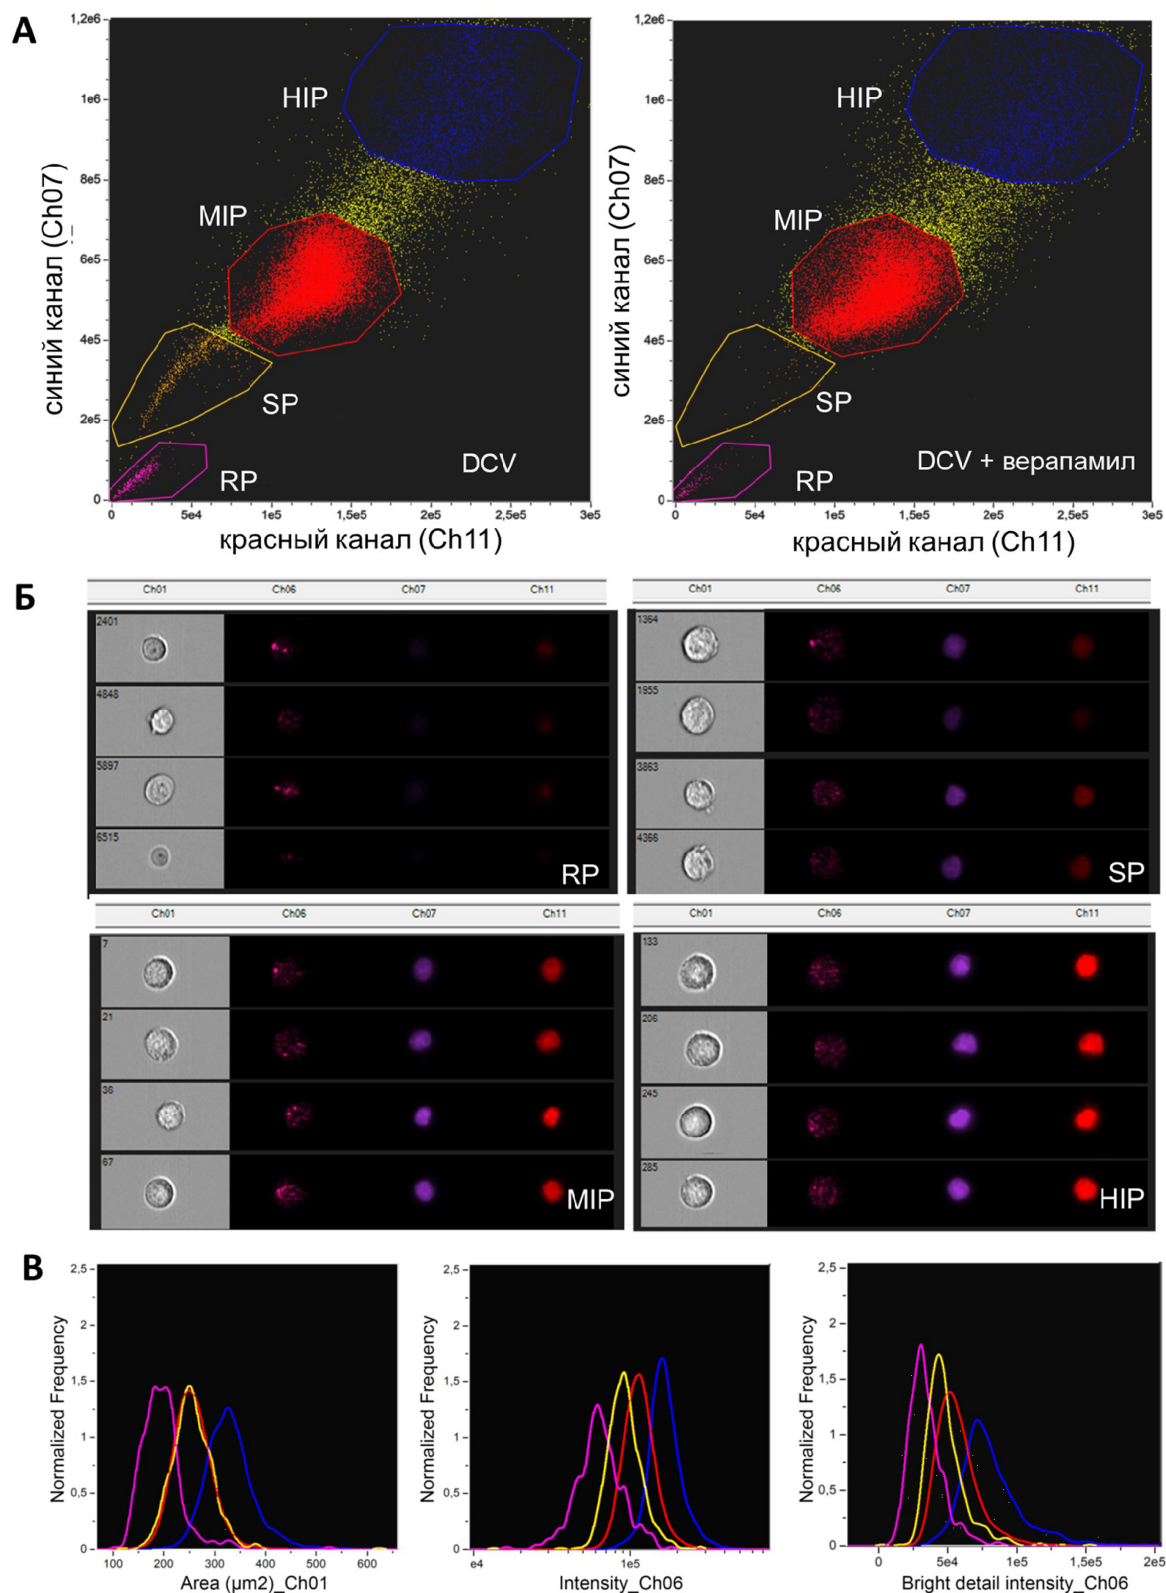 А
1,2e6
1e6
8e5
6e5
4e5
2e5
0
синий канал (Ch07)
HIP
MIP
SP
RP
DCV
0 5e4 1e5 1,5e5 2e5 2,5e5 3e5
красный канал (Ch11)
1,2e6
1e6
8e5
6e5
4e5
2e5
0
синий канал (Ch07)
HIP
MIP
SP
RP
DCV + верапамил
0 5e4 1e5 1,5e5 2e5 2,5e5 3e5
красный канал (Ch11)
Б
Ch01 Ch06 Ch07 Ch11
2401
4848
5897
6515
RP
Ch01 Ch06 Ch07 Ch11
1364
1955
3863
4366
SP
Ch01 Ch06 Ch07 Ch11
7
21
36
67
MIP
Ch01 Ch06 Ch07 Ch11
133
206
245
285
HIP
В
2,5
2
1,5
1
0,5
0
Normalized Frequency
100 200 300 400 500 600
Area (µm2)_Ch01
2,5
2
1,5
1
0,5
0
Normalized Frequency
e4 1e5
Intensity_Ch06
2,5
2
1,5
1
0,5
0
Normalized Frequency
0 5e4 1e5 1,5e5 2e5
Bright detail intensity_Ch06